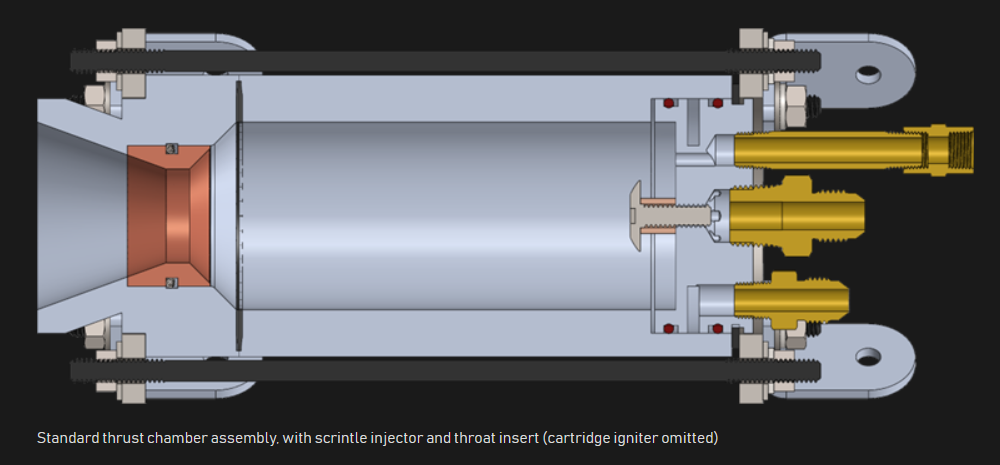 Standard thrust chamber assembly, with scrintle injector and throat insert (cartridge igniter omitted)